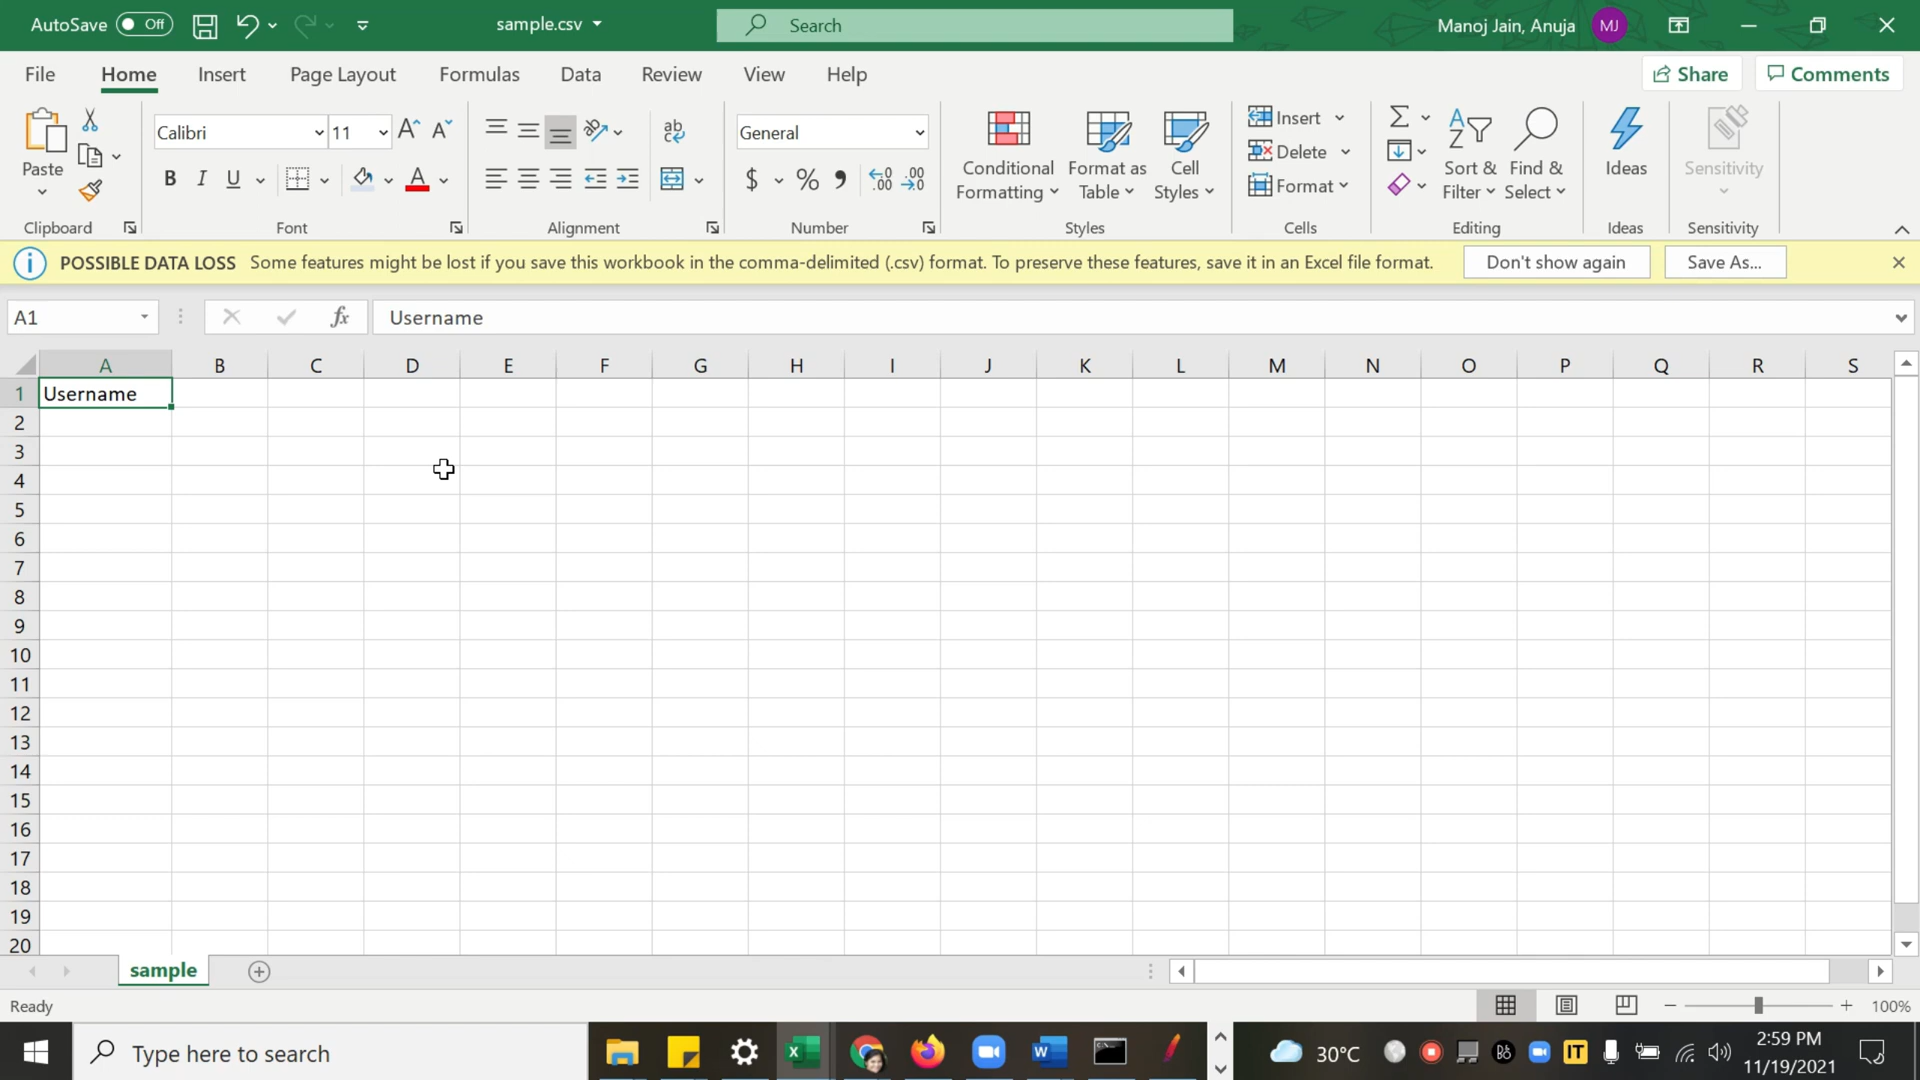 AutoSave Off sample.csv Search Manoj Jain, Anuja MJ
File Home Insert Page Layout Formulas Data Review View Help Share Comments
Calibri 11 ab General Insert
Paste Conditional Format as Cell Delete Sort & Find & Ideas Sensitivity
B I U A $ % Formatting Table Styles Format Filter Select
Clipboard Font Alignment Number Styles Cells Editing Ideas Sensitivity
POSSIBLE DATA LOSS Some features might be lost if you save this workbook in the comma-delimited (.csv) format. To preserve these features, save it in an Excel file format. Don't show again Save As...
A1 fx Username
A B C D E F G H I J K L M N O P Q R S
1 Username
2
3
4
5
6
7
8
9
10
11
12
13
14
15
16
17
18
19
20
sample
Ready 100%
Type here to search 30°C IT 2:59 PM
11/19/2021